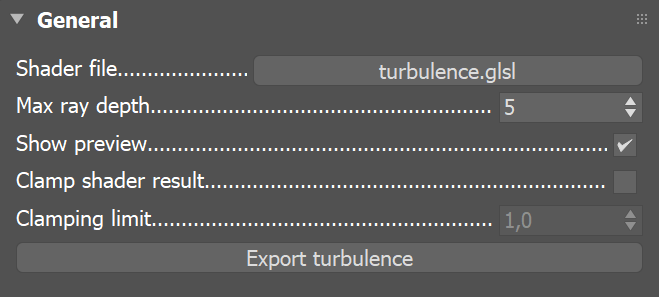 General
Shader file...................... turbulence.glsl
Max ray depth......................................................... 5
Show preview.............................................................................
Clamp shader result...................................................................
Clamping limit......................................................... 1,0
Export turbulence